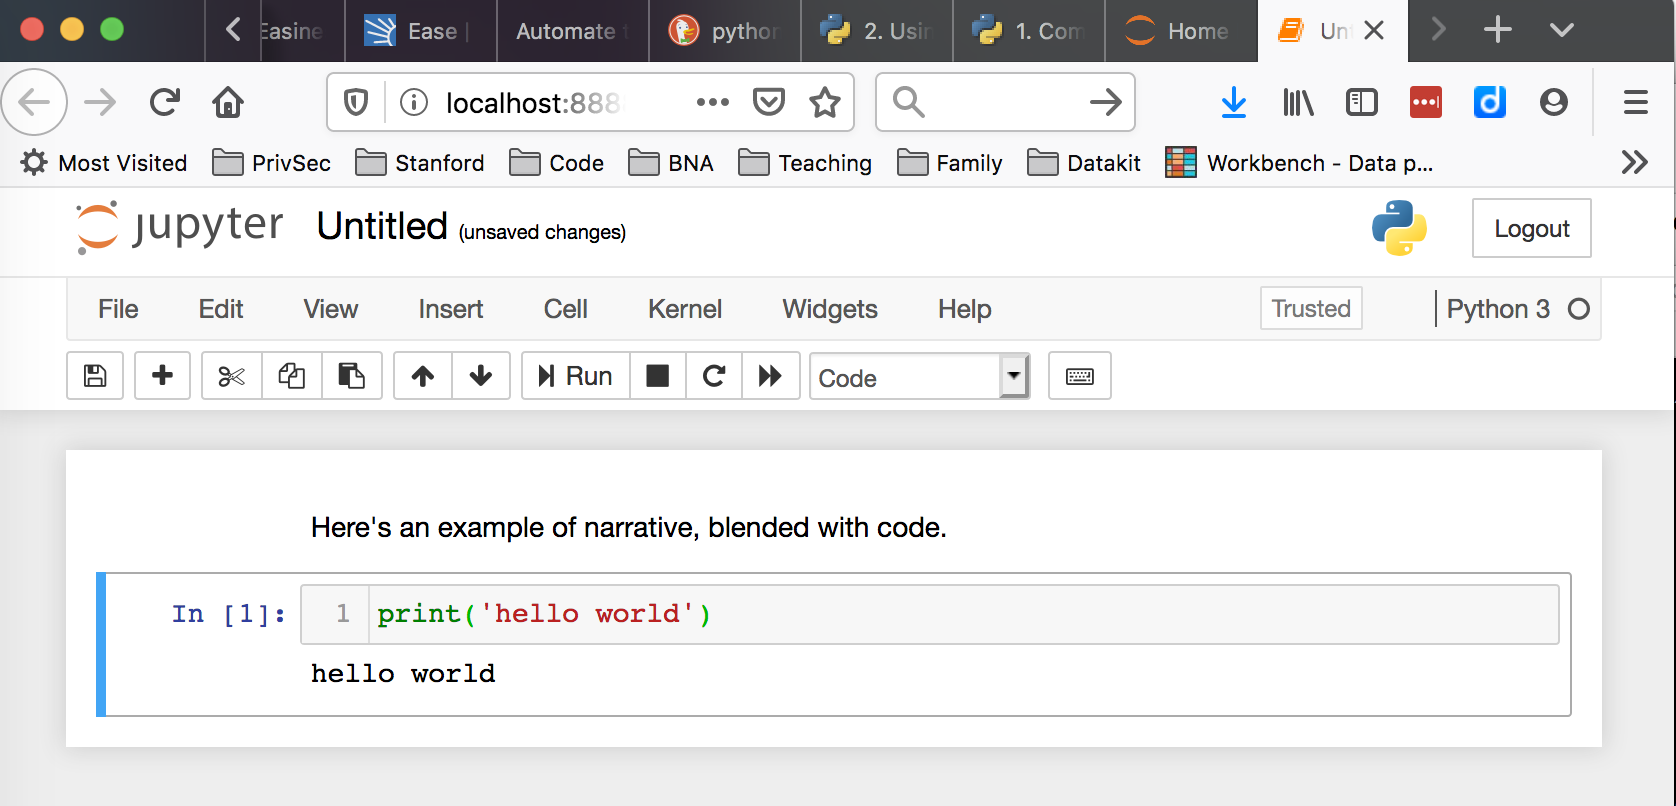 Easine Ease Automate pytho 2. Usi 1. Com Home Unt
localhost:888
Most Visited PrivSec Stanford Code BNA Teaching Family Datakit Workbench - Data p...
jupyter Untitled (unsaved changes) Logout
File Edit View Insert Cell Kernel Widgets Help Trusted Python 3
Run Code
Here's an example of narrative, blended with code.
In [1]: 1 print('hello world')
hello world